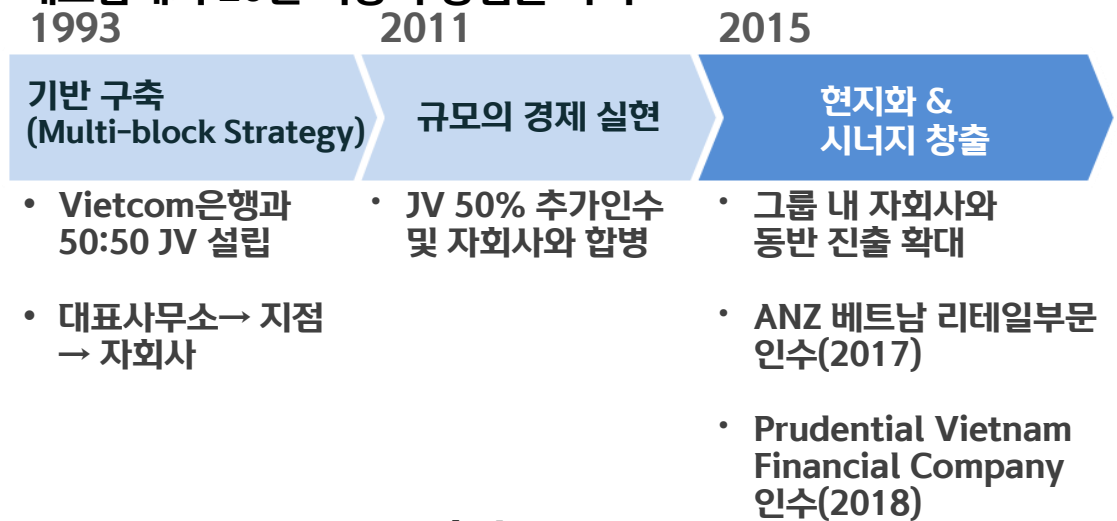 1993
2011
2015
기반 구축
(Multi-block Strategy)
규모의 경제 실현
현지화 &
시너지 창출
• Vietcom은행과
50:50 JV 설립
• 대표사무소→ 지점
→ 자회사
• JV 50% 추가인수
및 자회사와 합병
• 그룹 내 자회사와
동반 진출 확대
• ANZ 베트남 리테일부문
인수(2017)
• Prudential Vietnam
Financial Company
인수(2018)